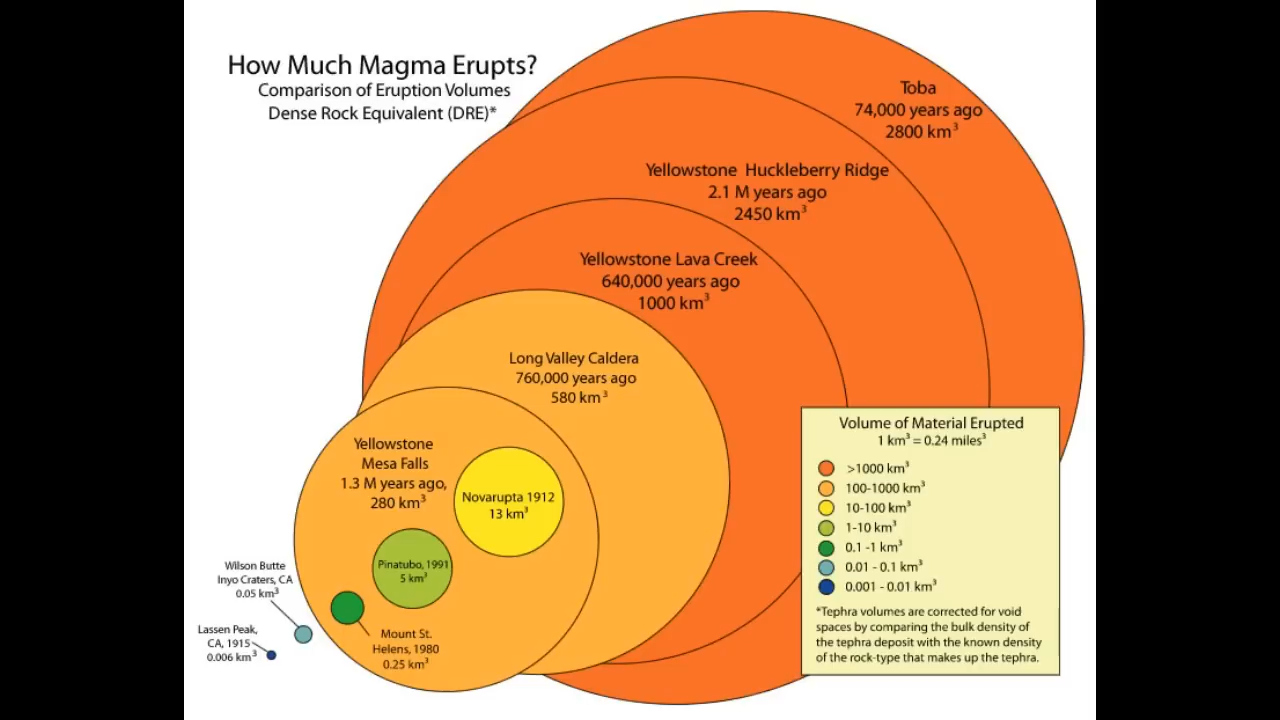 How Much Magma Erupts?
Comparison of Eruption Volumes
Dense Rock Equivalent (DRE)*
Toba
74,000 years ago
2800 km³
Yellowstone Huckleberry Ridge
2.1 M years ago
2450 km³
Yellowstone Lava Creek
640,000 years ago
1000 km³
Long Valley Caldera
760,000 years ago
580 km³
Yellowstone
Mesa Falls
1.3 M years ago,
280 km³
Novarupta 1912
13 km³
Pinatubo, 1991
5 km³
Wilson Butte
Inyo Craters, CA
0.05 km³
Lassen Peak,
CA, 1915
0.006 km³
Mount St.
Helens, 1980
0.25 km³
Volume of Material Erupted
1 km³ = 0.24 miles³
>1000 km³
100-1000 km³
10-100 km³
1-10 km³
0.1 -1 km³
0.01 - 0.1 km³
0.001 - 0.01 km³
*Tephra volumes are corrected for void
spaces by comparing the bulk density of
the tephra deposit with the known density
of the rock-type that makes up the tephra.